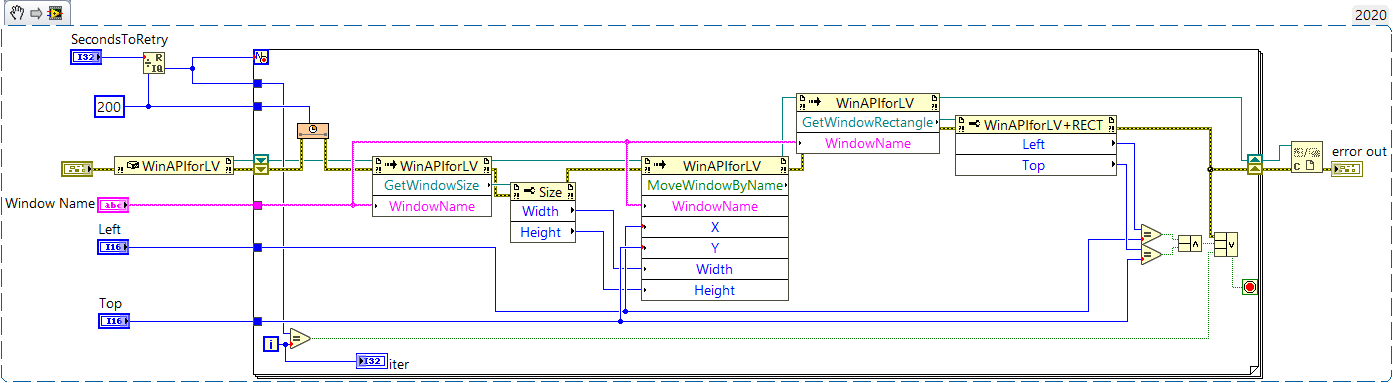 2020
SecondsToRetry
I32
R
IQ
N
200
WinAPIforLV
WinAPIforLV
GetWindowSize
WindowName
Size
Width
Height
WinAPIforLV
MoveWindowByName
WindowName
X
Y
Width
Height
WinAPIforLV
GetWindowRectangle
WindowName
WinAPIforLV+RECT
Left
Top
C
error out
Window Name
abc
Left
I16
Top
I16
i
I32
iter